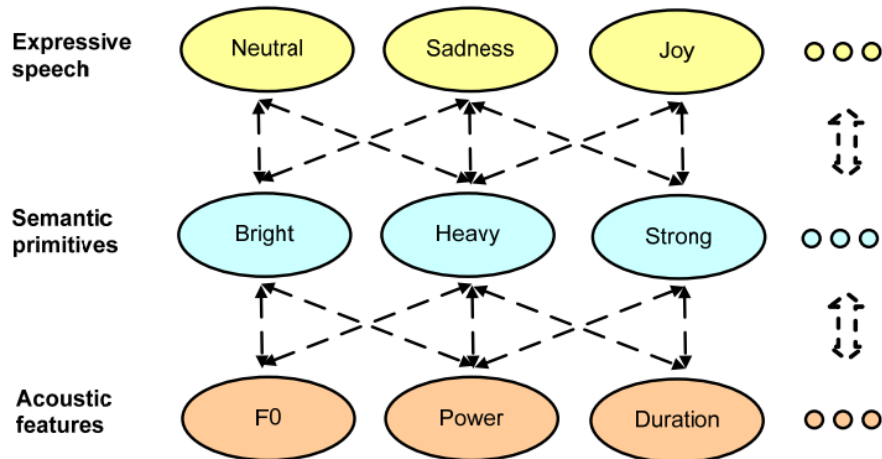 Expressive
speech
Neutral
Sadness
Joy
Semantic
primitives
Bright
Heavy
Strong
Acoustic
features
F0
Power
Duration